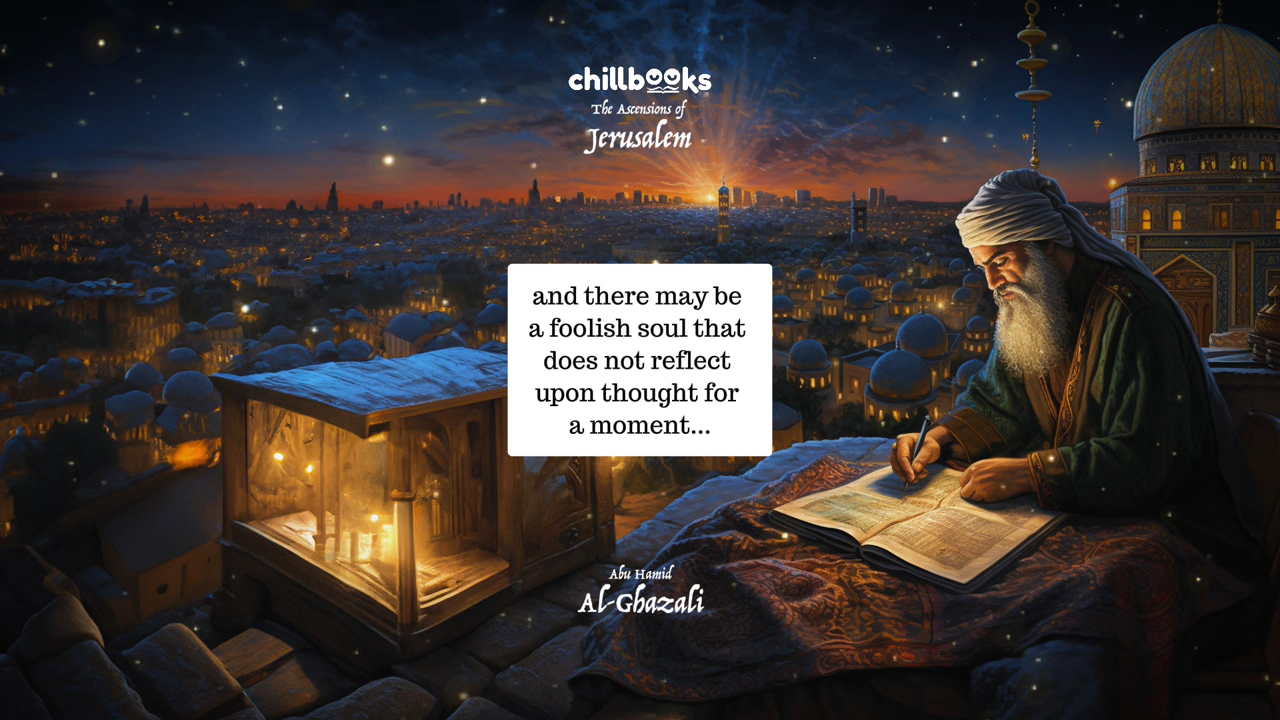 chillbooks
The Ascensions of
Jerusalem
and there may be
a foolish soul that
does not reflect
upon thought for
a moment...
Abu Hamid
Al-Ghazali